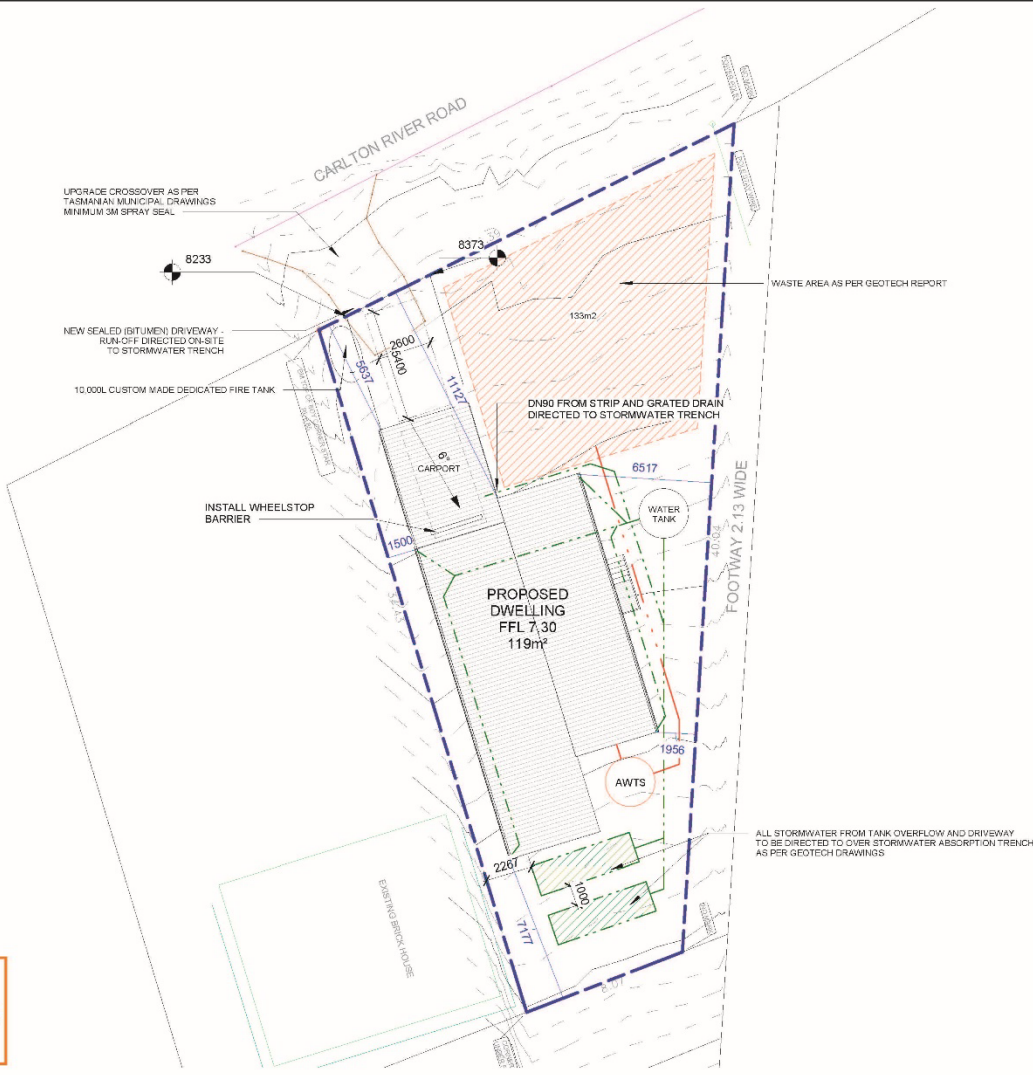 CARLTON RIVER ROAD
UPGRADE CROSSOVER AS PER
TASMANIAN MUNICIPAL DRAWINGS
MINIMUM 3M SPRAY SEAL
8233
8373
WASTE AREA AS PER GEOTECH REPORT
133m2
NEW SEALED (BITUMEN) DRIVEWAY -
RUN-OFF DIRECTED ON-SITE
TO STORMWATER TRENCH
2600
5400
5637
11127
10,000L CUSTOM MADE DEDICATED FIRE TANK
DN90 FROM STRIP AND GRATED DRAIN
DIRECTED TO STORMWATER TRENCH
6°
CARPORT
6517
INSTALL WHEELSTOP
BARRIER
WATER
TANK
1500
40.04
FOOTWAY 2.13 WIDE
PROPOSED
DWELLING
FFL 7.30
119m²
1956
AWTS
ALL STORMWATER FROM TANK OVERFLOW AND DRIVEWAY
TO BE DIRECTED TO OVER STORMWATER ABSORPTION TRENCH
AS PER GEOTECH DRAWINGS
2267
1000
7177
EXISTING BRICK HOUSE